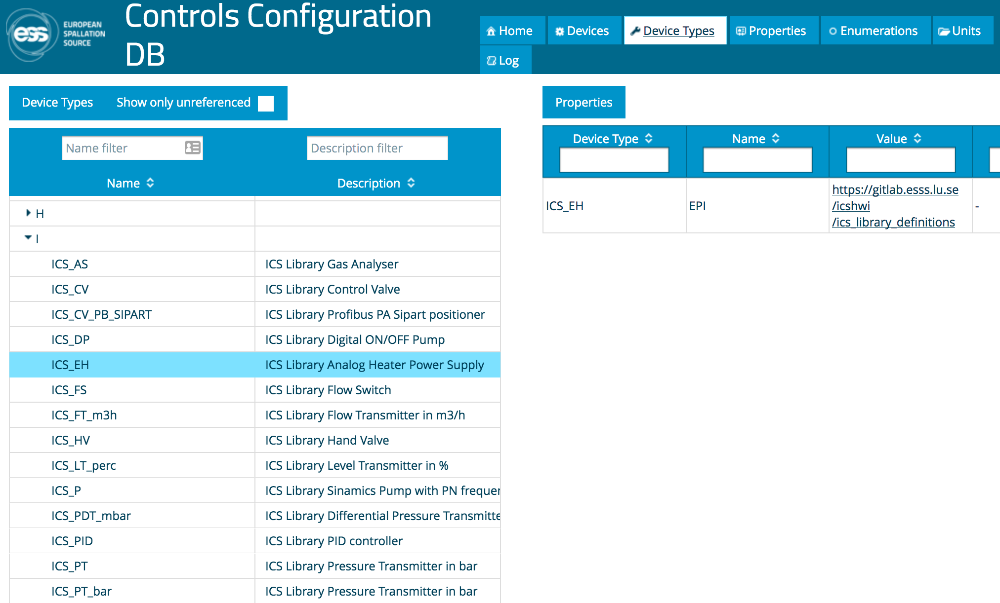 ess
EUROPEAN
SPALLATION
SOURCE
Controls Configuration
DB
Home
Devices
Device Types
Properties
Enumerations
Units
Log
Device Types
Show only unreferenced
Name filter
Description filter
Name
Description
H
I
ICS_AS ICS Library Gas Analyser
ICS_CV ICS Library Control Valve
ICS_CV_PB_SIPART ICS Library Profibus PA Sipart positioner
ICS_DP ICS Library Digital ON/OFF Pump
ICS_EH ICS Library Analog Heater Power Supply
ICS_FS ICS Library Flow Switch
ICS_FT_m3h ICS Library Flow Transmitter in m3/h
ICS_HV ICS Library Hand Valve
ICS_LT_perc ICS Library Level Transmitter in %
ICS_P ICS Library Sinamics Pump with PN frequen
ICS_PDT_mbar ICS Library Differential Pressure Transmitte
ICS_PID ICS Library PID controller
ICS_PT ICS Library Pressure Transmitter in bar
ICS_PT_bar ICS Library Pressure Transmitter in bar
Properties
Device Type
Name
Value
ICS_EH
EPI
https://gitlab.esss.lu.se
/icshwi
/ics_library_definitions
-